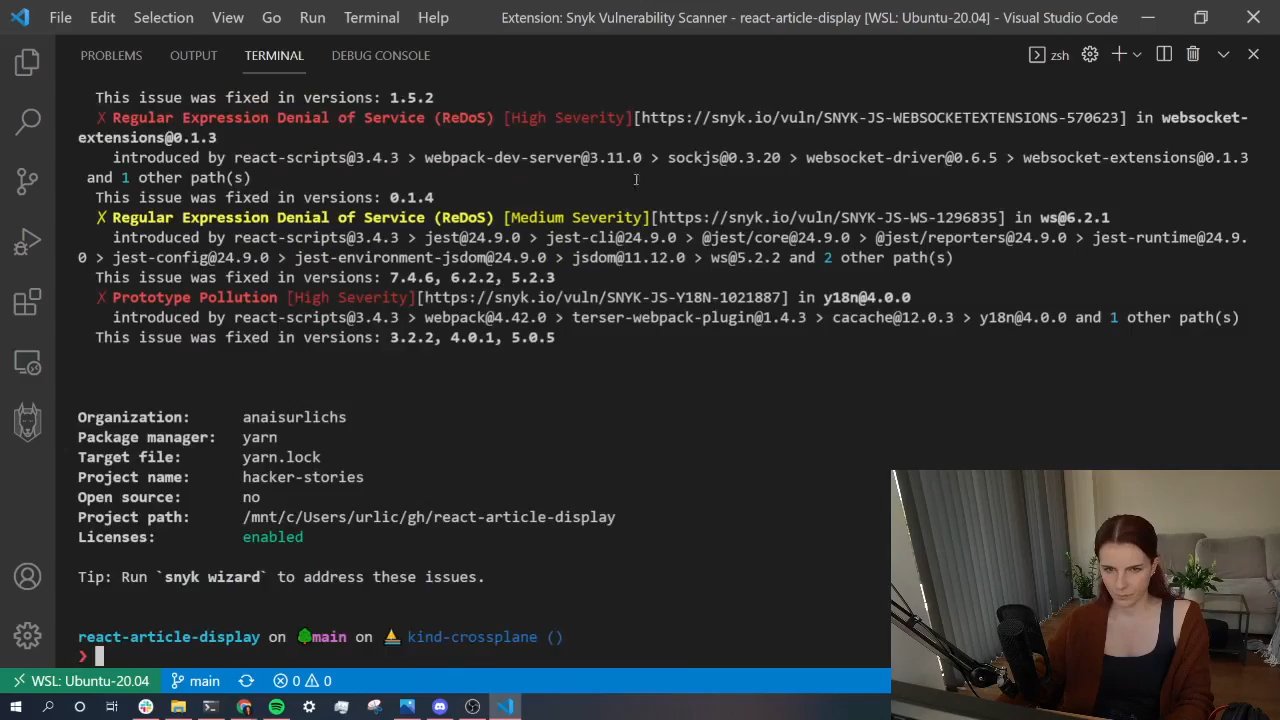 File Edit Selection View Go Run Terminal Help Extension: Snyk Vulnerability Scanner - react-article-display [WSL: Ubuntu-20.04] - Visual Studio Code
PROBLEMS OUTPUT TERMINAL DEBUG CONSOLE zsh
This issue was fixed in versions: 1.5.2
✗ Regular Expression Denial of Service (ReDoS) [High Severity][https://snyk.io/vuln/SNYK-JS-WEBSOCKETEXTENSIONS-570623] in websocket-
extensions@0.1.3
introduced by react-scripts@3.4.3 > webpack-dev-server@3.11.0 > sockjs@0.3.20 > websocket-driver@0.6.5 > websocket-extensions@0.1.3
and 1 other path(s)
This issue was fixed in versions: 0.1.4
✗ Regular Expression Denial of Service (ReDoS) [Medium Severity][https://snyk.io/vuln/SNYK-JS-WS-1296835] in ws@6.2.1
introduced by react-scripts@3.4.3 > jest@24.9.0 > jest-cli@24.9.0 > @jest/core@24.9.0 > @jest/reporters@24.9.0 > jest-runtime@24.9.
0 > jest-config@24.9.0 > jest-environment-jsdom@24.9.0 > jsdom@11.12.0 > ws@5.2.2 and 2 other path(s)
This issue was fixed in versions: 7.4.6, 6.2.2, 5.2.3
✗ Prototype Pollution [High Severity][https://snyk.io/vuln/SNYK-JS-Y18N-1021887] in y18n@4.0.0
introduced by react-scripts@3.4.3 > webpack@4.42.0 > terser-webpack-plugin@1.4.3 > cacache@12.0.3 > y18n@4.0.0 and 1 other path(s)
This issue was fixed in versions: 3.2.2, 4.0.1, 5.0.5
Organization: anaisurlichs
Package manager: yarn
Target file: yarn.lock
Project name: hacker-stories
Open source: no
Project path: /mnt/c/Users/urlic/gh/react-article-display
Licenses: enabled
Tip: Run `snyk wizard` to address these issues.
react-article-display on main on kind-crossplane ()
❯
WSL: Ubuntu-20.04 main 0 0